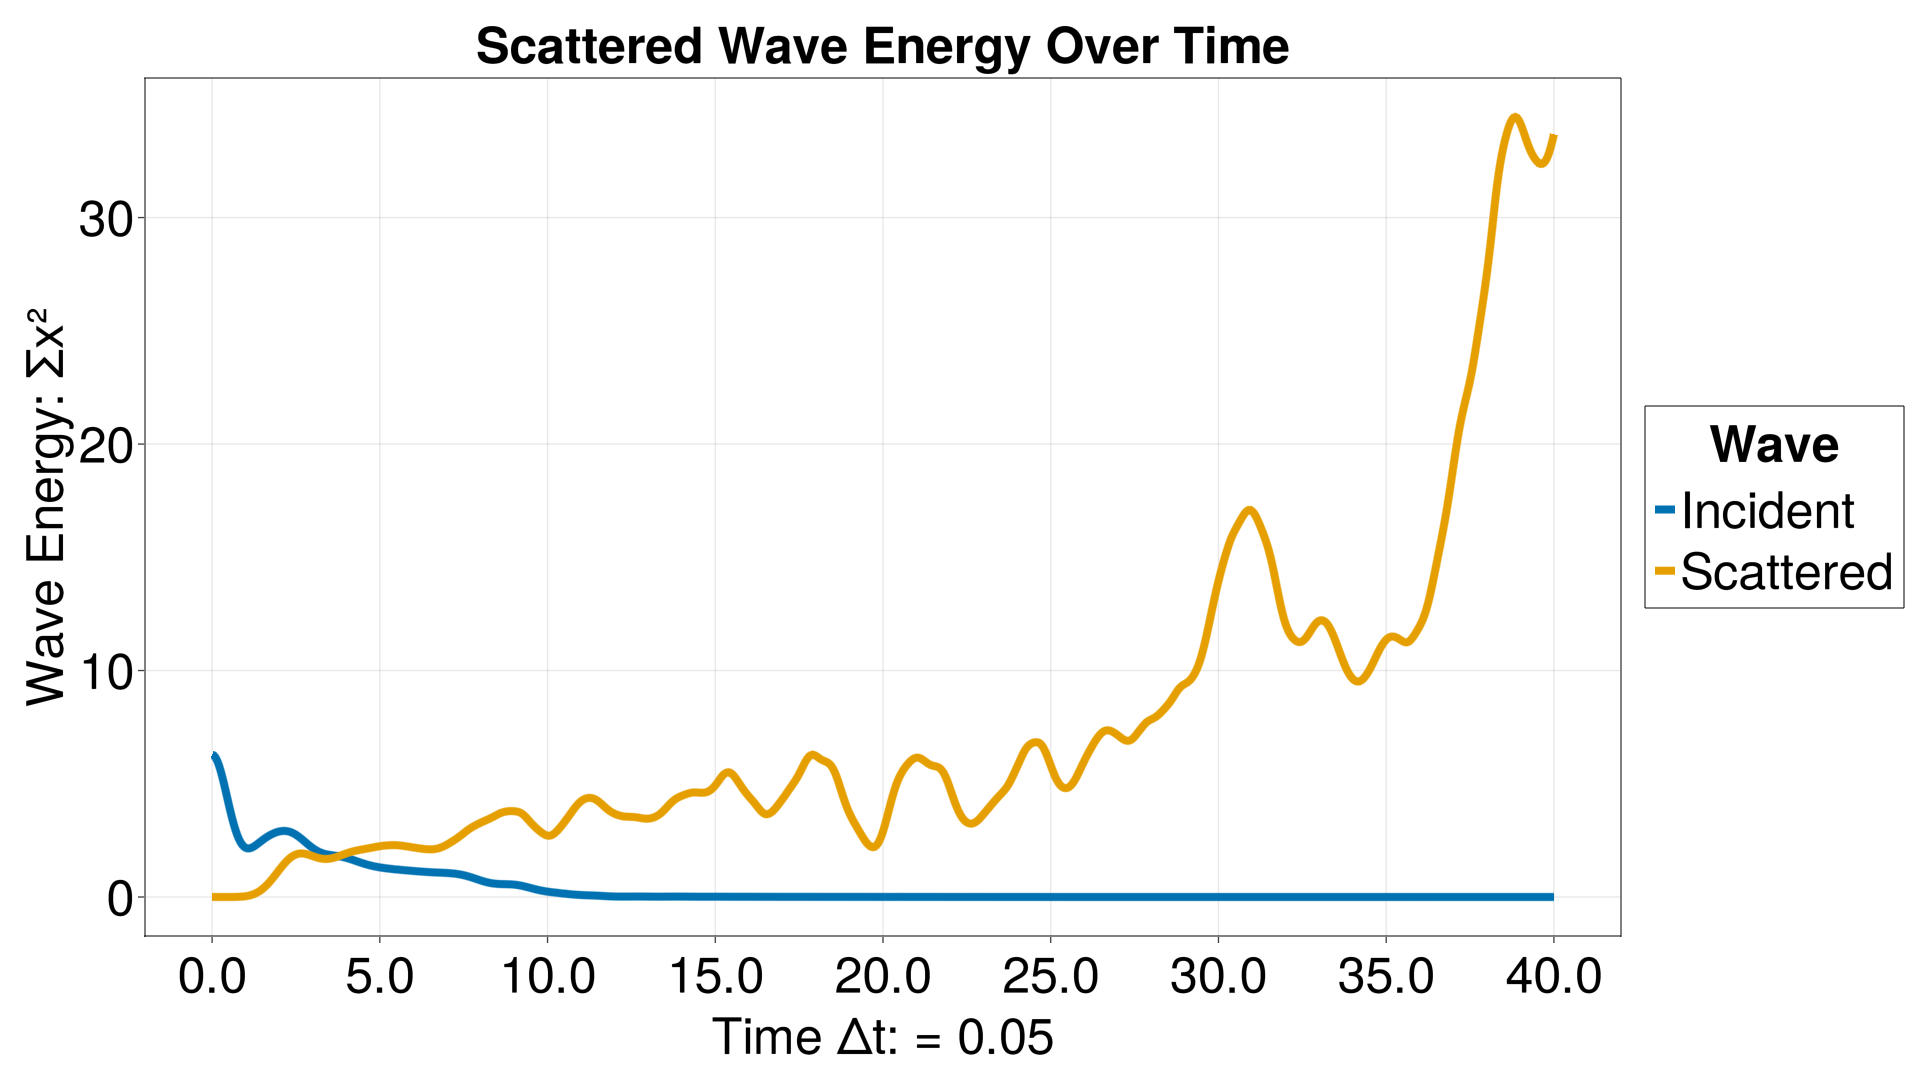 Scattered Wave Energy Over Time
Wave Energy: Σx²
30
20
10
0
0.0 5.0 10.0 15.0 20.0 25.0 30.0 35.0 40.0
Time Δt: = 0.05
Wave
Incident
Scattered